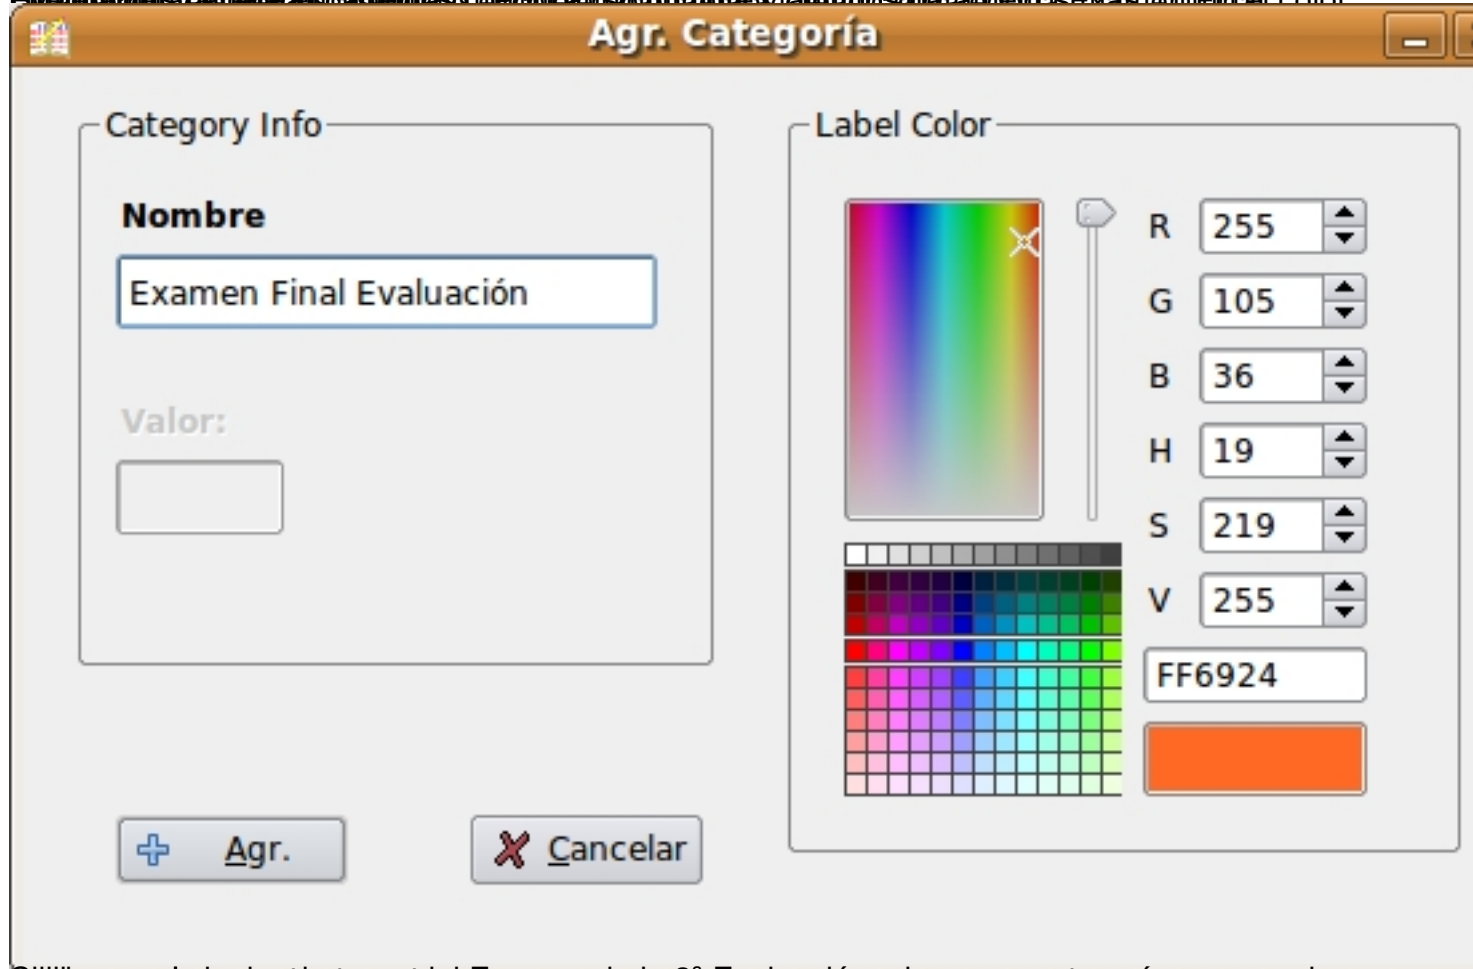 Agr. Categoría
Category Info
Nombre
Examen Final Evaluación
Valor:
Agr.
Cancelar
Label Color
R 255
G 105
B 36
H 19
S 219
V 255
FF6924